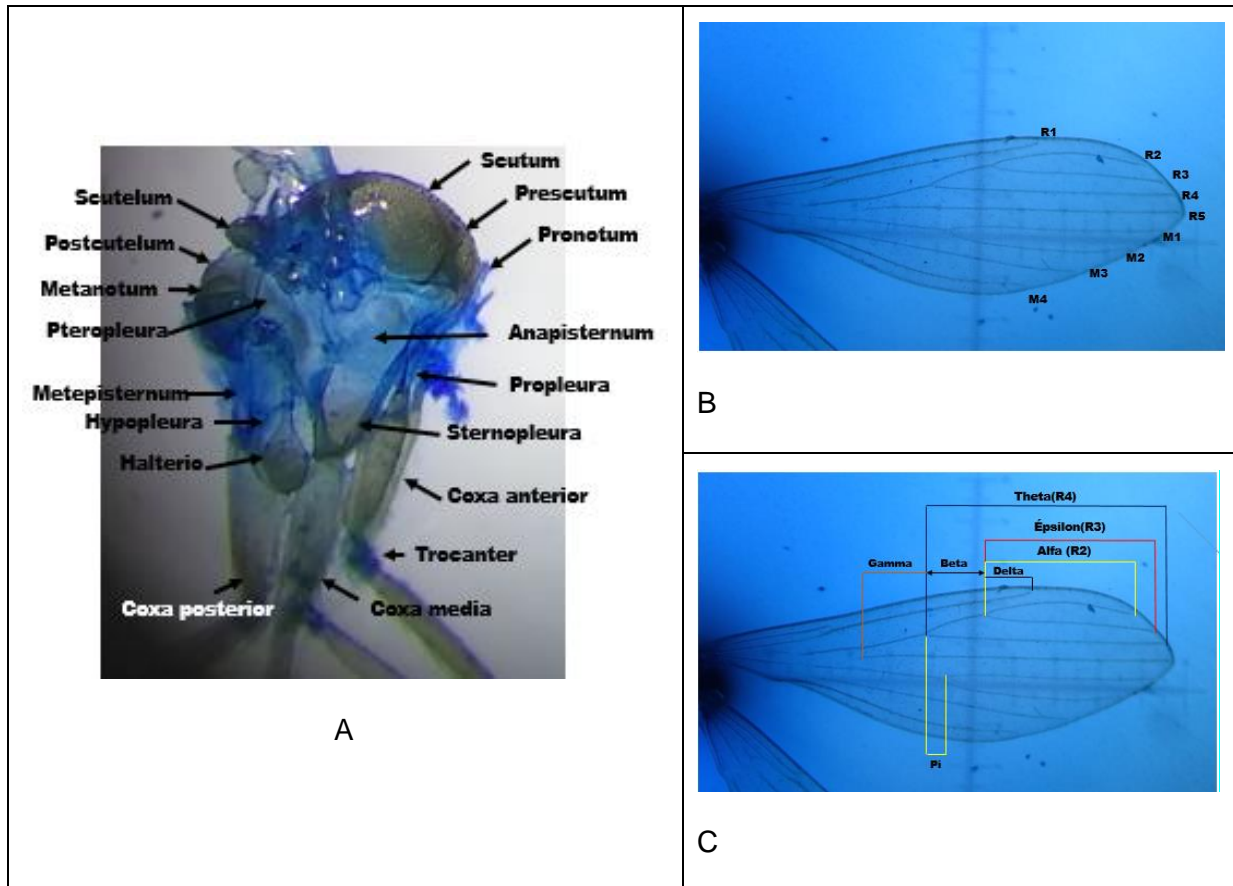 Scutum
Scutelum
Prescutum
Postcutelum
Pronotum
Metanotum
Pteropleura
Anapisternum
Metepisternum
Propleura
Hypopleura
Sternopleura
Halterio
Coxa anterior
Trocanter
Coxa posterior
Coxa media
A
R1
R2
R3
R4
R5
M1
M2
M3
M4
B
Theta(R4)
Épsilon(R3)
Alfa (R2)
Gamma
Beta
Delta
Pi
C